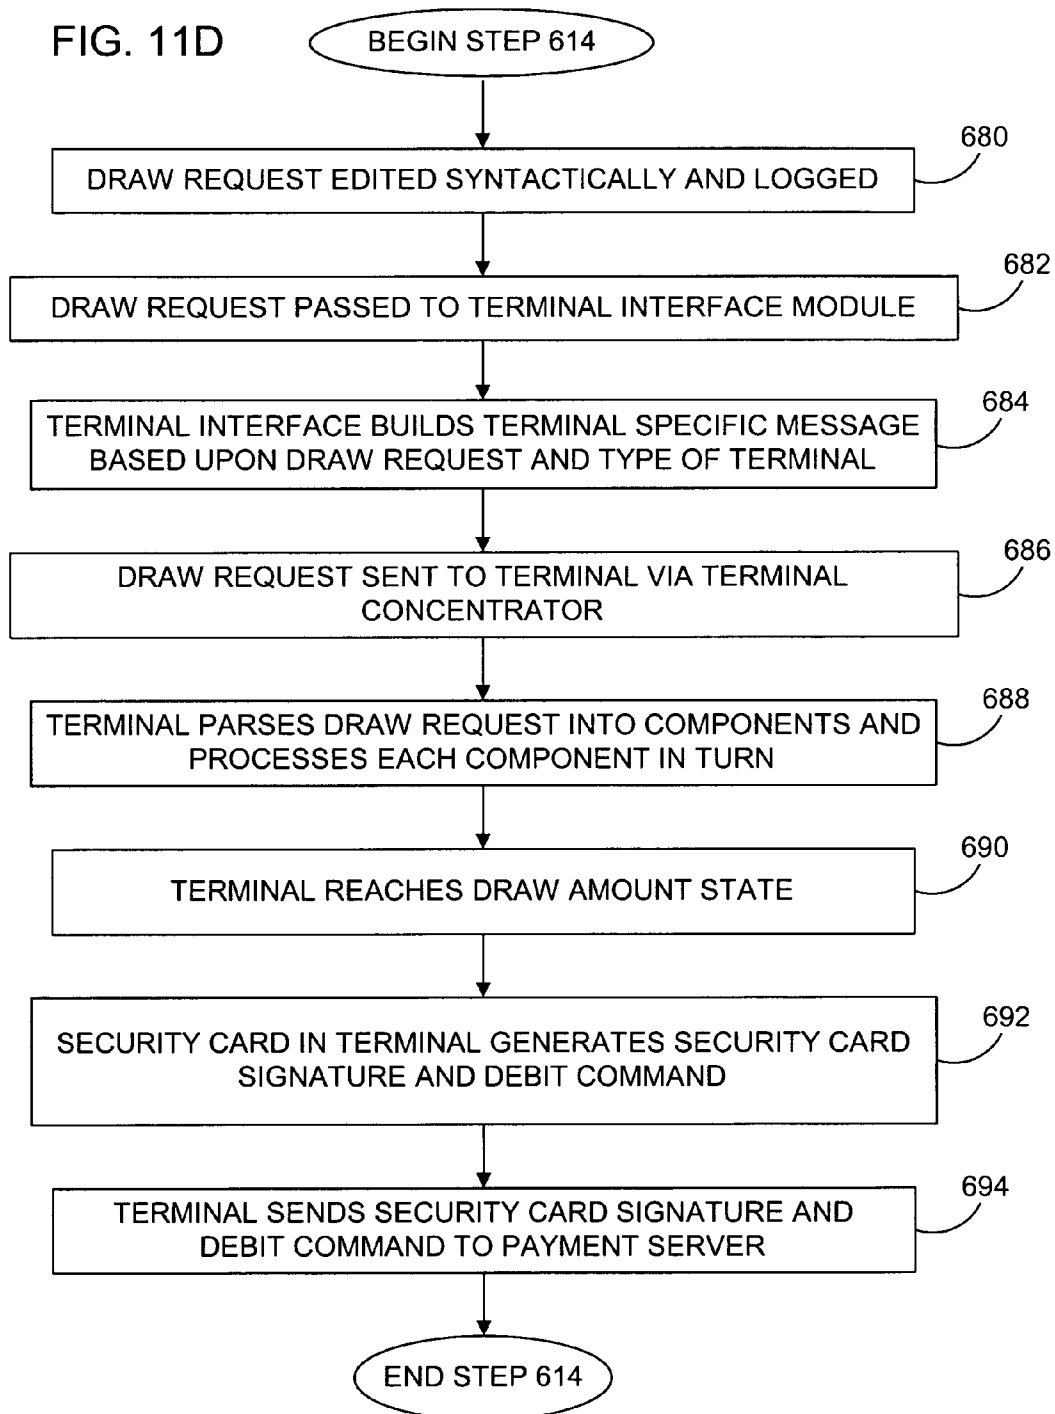 FIG. 11D
BEGIN STEP 614
680
DRAW REQUEST EDITED SYNTACTICALLY AND LOGGED
682
DRAW REQUEST PASSED TO TERMINAL INTERFACE MODULE
684
TERMINAL INTERFACE BUILDS TERMINAL SPECIFIC MESSAGE
BASED UPON DRAW REQUEST AND TYPE OF TERMINAL
686
DRAW REQUEST SENT TO TERMINAL VIA TERMINAL
CONCENTRATOR
688
TERMINAL PARSES DRAW REQUEST INTO COMPONENTS AND
PROCESSES EACH COMPONENT IN TURN
690
TERMINAL REACHES DRAW AMOUNT STATE
692
SECURITY CARD IN TERMINAL GENERATES SECURITY CARD
SIGNATURE AND DEBIT COMMAND
694
TERMINAL SENDS SECURITY CARD SIGNATURE AND
DEBIT COMMAND TO PAYMENT SERVER
END STEP 614